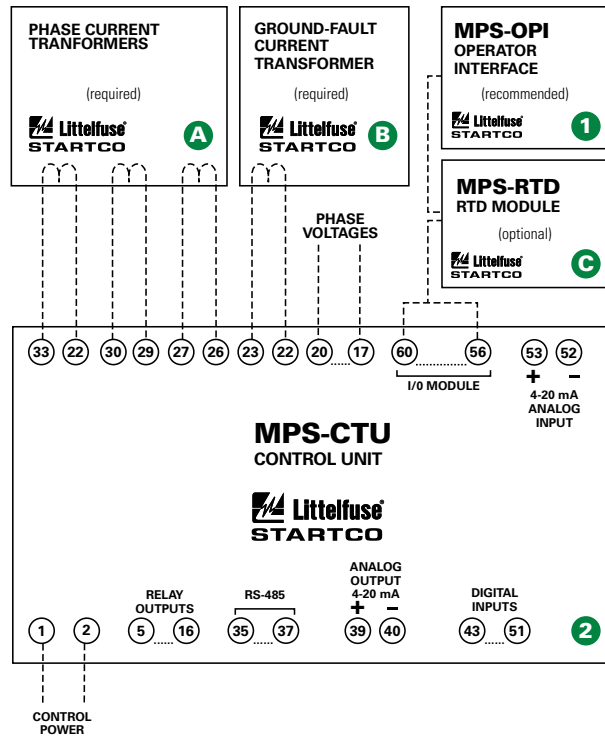 PHASE CURRENT
TRANFORMERS
(required)
Littelfuse®
STARTCO
A
GROUND-FAULT
CURRENT
TRANSFORMER
(required)
Littelfuse®
STARTCO
B
MPS-OPI
OPERATOR
INTERFACE
(recommended)
Littelfuse®
STARTCO
1
MPS-RTD
RTD MODULE
(optional)
Littelfuse®
STARTCO
C
PHASE
VOLTAGES
33 22 30 29 27 26 23 22 20 ..... 17 60 ............... 56 53 52
I/0 MODULE
+ –
4-20 mA
ANALOG
INPUT
MPS-CTU
CONTROL UNIT
Littelfuse®
STARTCO
RELAY
OUTPUTS
RS-485
ANALOG
OUTPUT
4-20 mA
+ –
DIGITAL
INPUTS
1 2 5 ...... 16 35 ...... 37 39 40 43 ...... 51
2
CONTROL
POWER